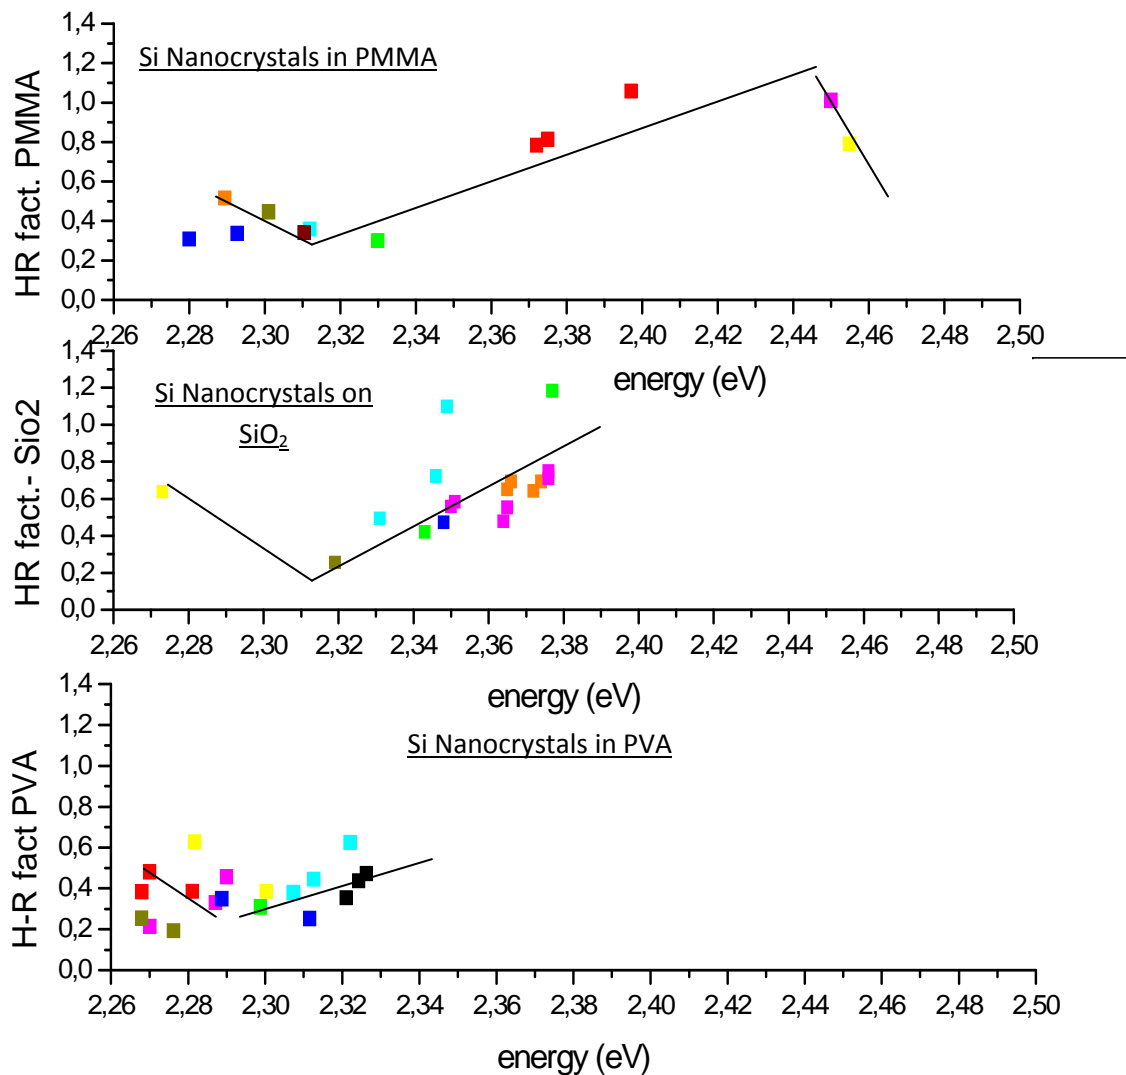 1,4
Si Nanocrystals in PMMA
1,2
1,0
0,8
0,6
0,4
0,2
0,0
HR fact. PMMA
2,26 2,28 2,30 2,32 2,34 2,36 2,38 2,40 2,42 2,44 2,46 2,48 2,50
energy (eV)
1,4
Si Nanocrystals on
SiO₂
1,2
1,0
0,8
0,6
0,4
0,2
0,0
HR fact.- Sio2
2,26 2,28 2,30 2,32 2,34 2,36 2,38 2,40 2,42 2,44 2,46 2,48 2,50
energy (eV)
1,4
Si Nanocrystals in PVA
1,2
1,0
0,8
0,6
0,4
0,2
0,0
H-R fact PVA
2,26 2,28 2,30 2,32 2,34 2,36 2,38 2,40 2,42 2,44 2,46 2,48 2,50
energy (eV)